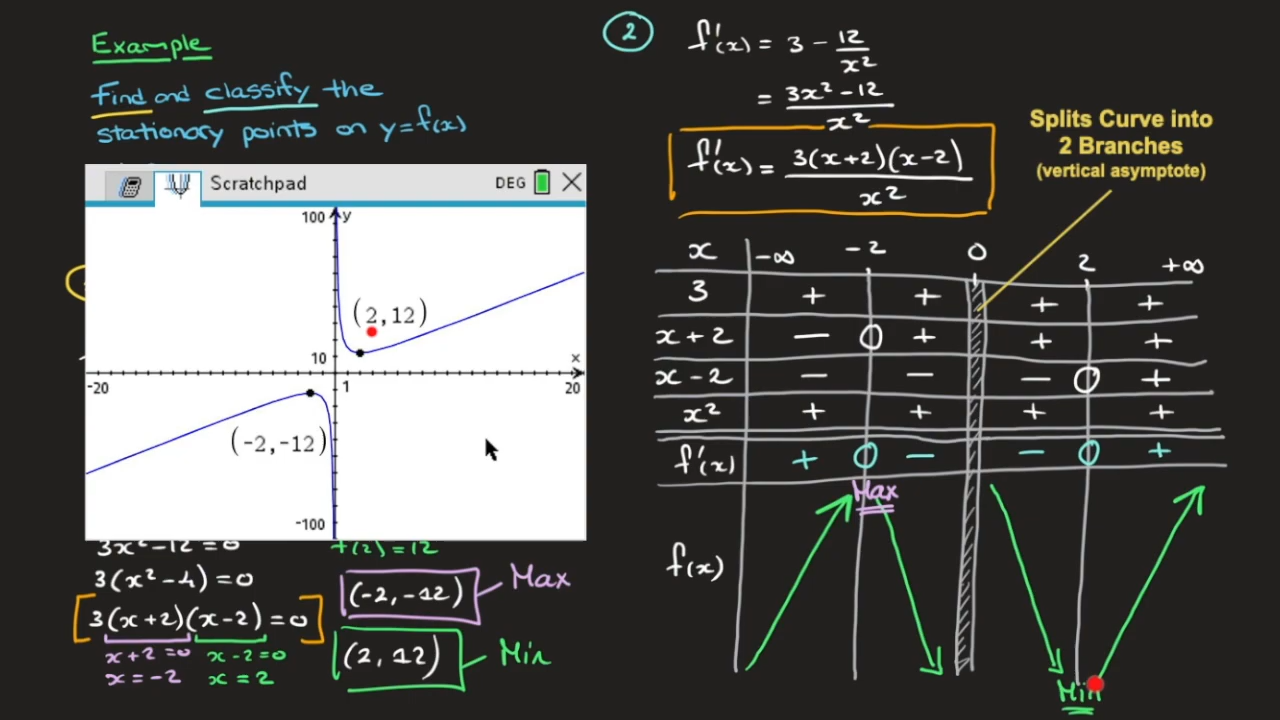 Example
Find and classify the
stationary points on y=f(x)
Scratchpad
DEG
100
y
(2,12)
10
x
-20
1
20
(-2,-12)
-100
3x²-12=0
3(x²-4)=0
3(x+2)(x-2)=0
x+2=0
x-2=0
x=-2
x=2
f(2)=12
(-2,-12)
Max
(2,12)
Min
2
f'(x) = 3 - 12/x²
= 3x²-12/x²
f'(x) = 3(x+2)(x-2)/x²
Splits Curve into
2 Branches
(vertical asymptote)
x -∞ -2 0 2 +∞
3 + + + +
x+2 - 0 + + +
x-2 - - - 0 +
x² + + + +
f'(x) + 0 - - 0 +
Max
f(x)
Min